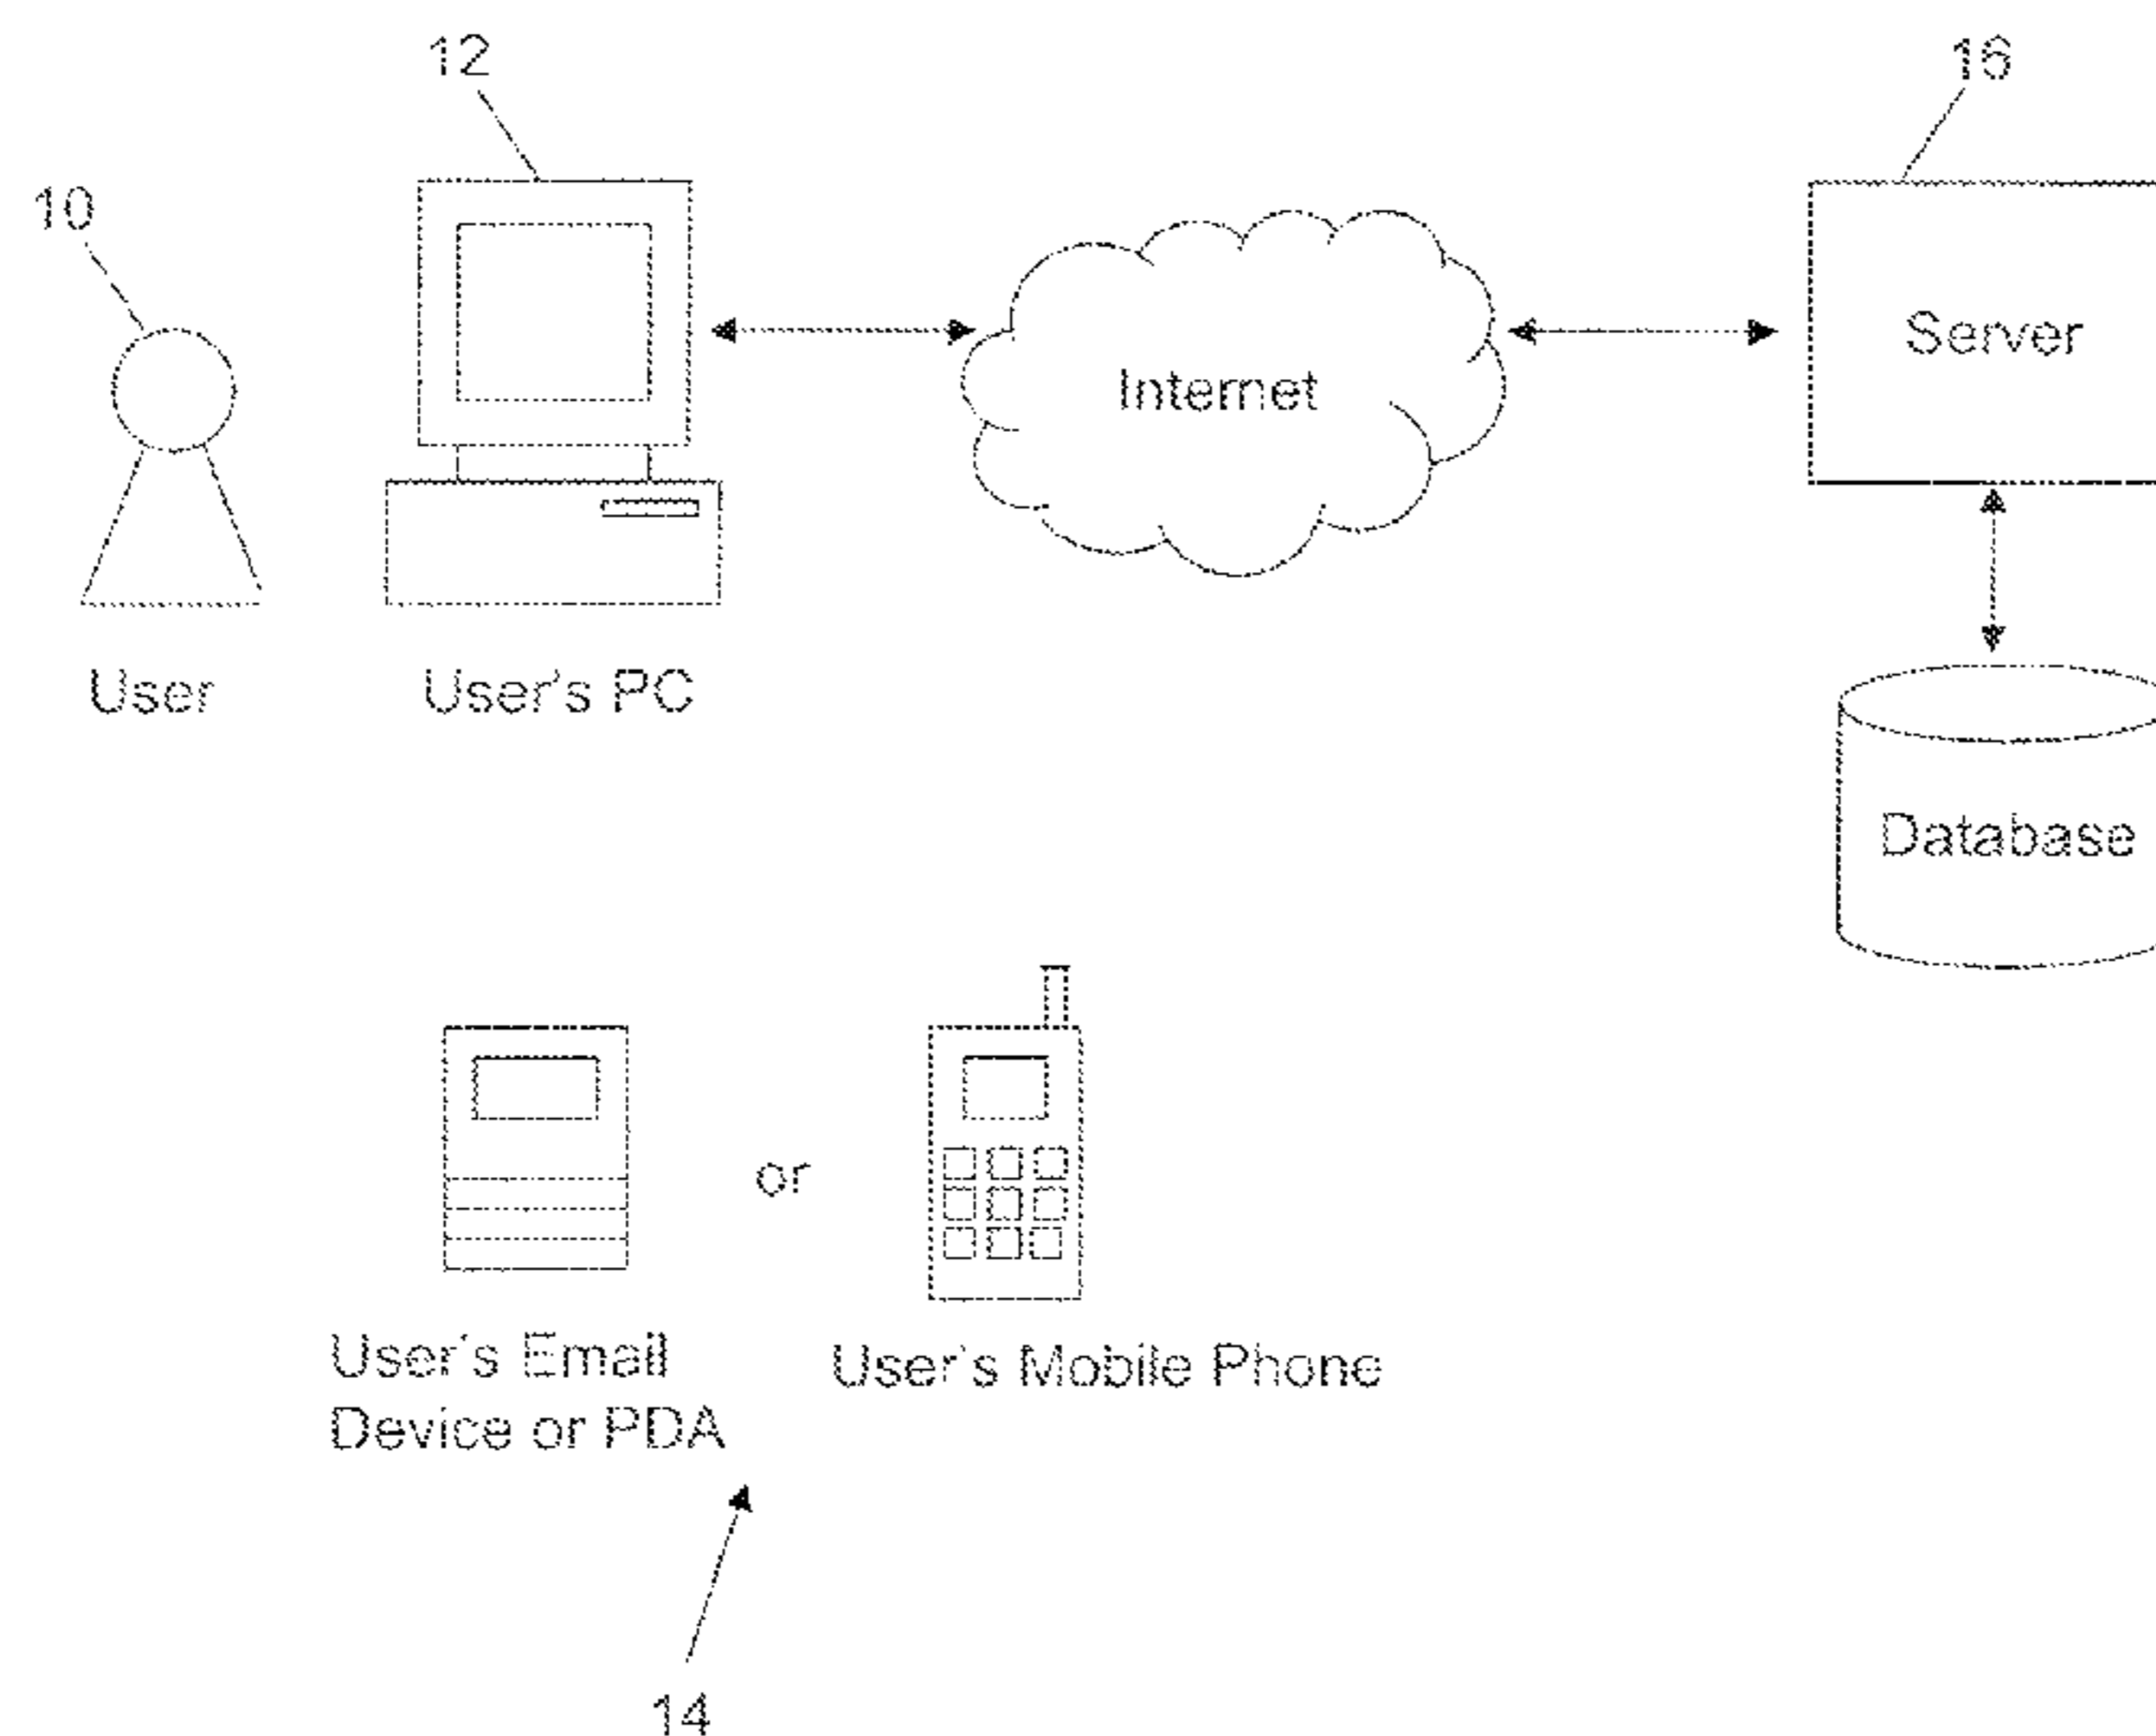 12
16
10
Server
Internet
User
User's PC
Database
or
User's Email
Device or PDA
User's Mobile Phone
14